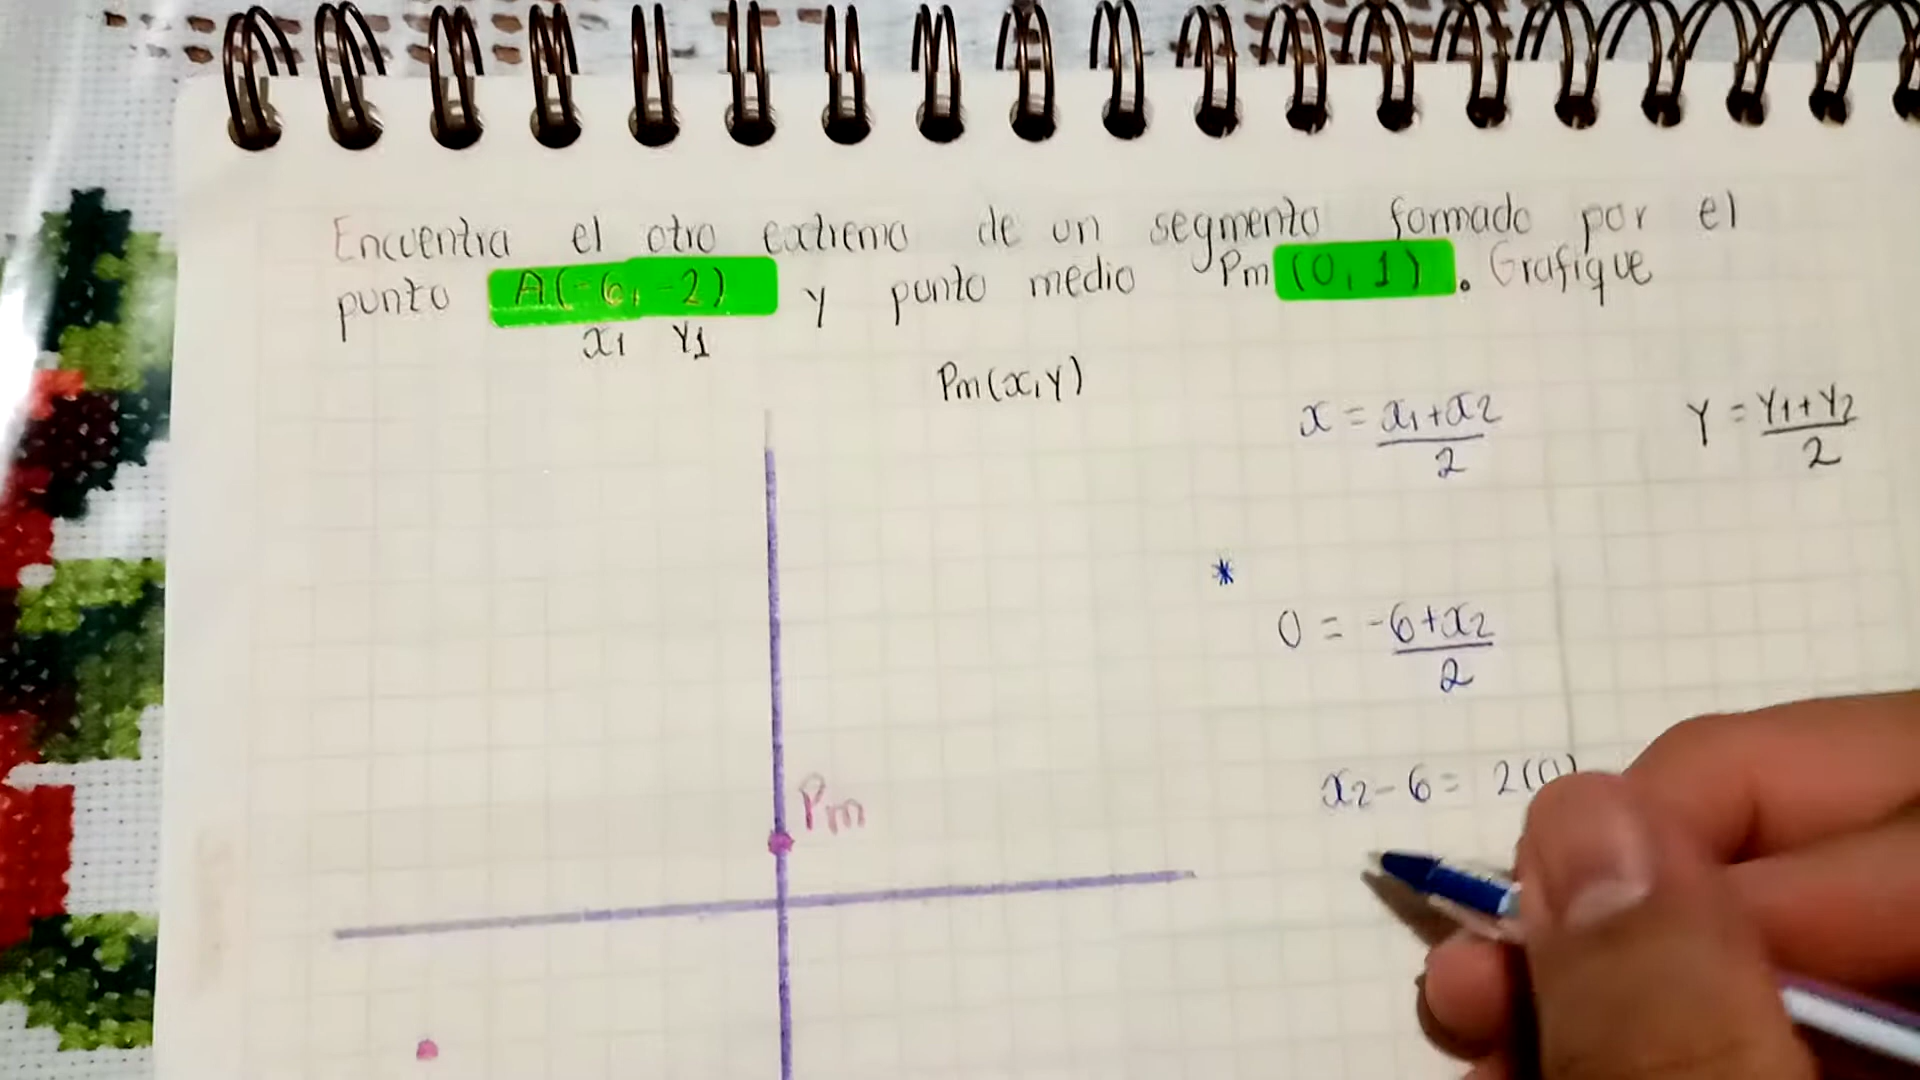 Encuentra el otro extremo de un segmento formado por el
punto A(-6, -2) y punto medio Pm (0, 1). Grafique
x1 y1
Pm(x, y)
x = x1+x2 / 2
y = y1+y2 / 2
*
0 = -6+x2 / 2
x2 - 6 = 2(0)
Pm